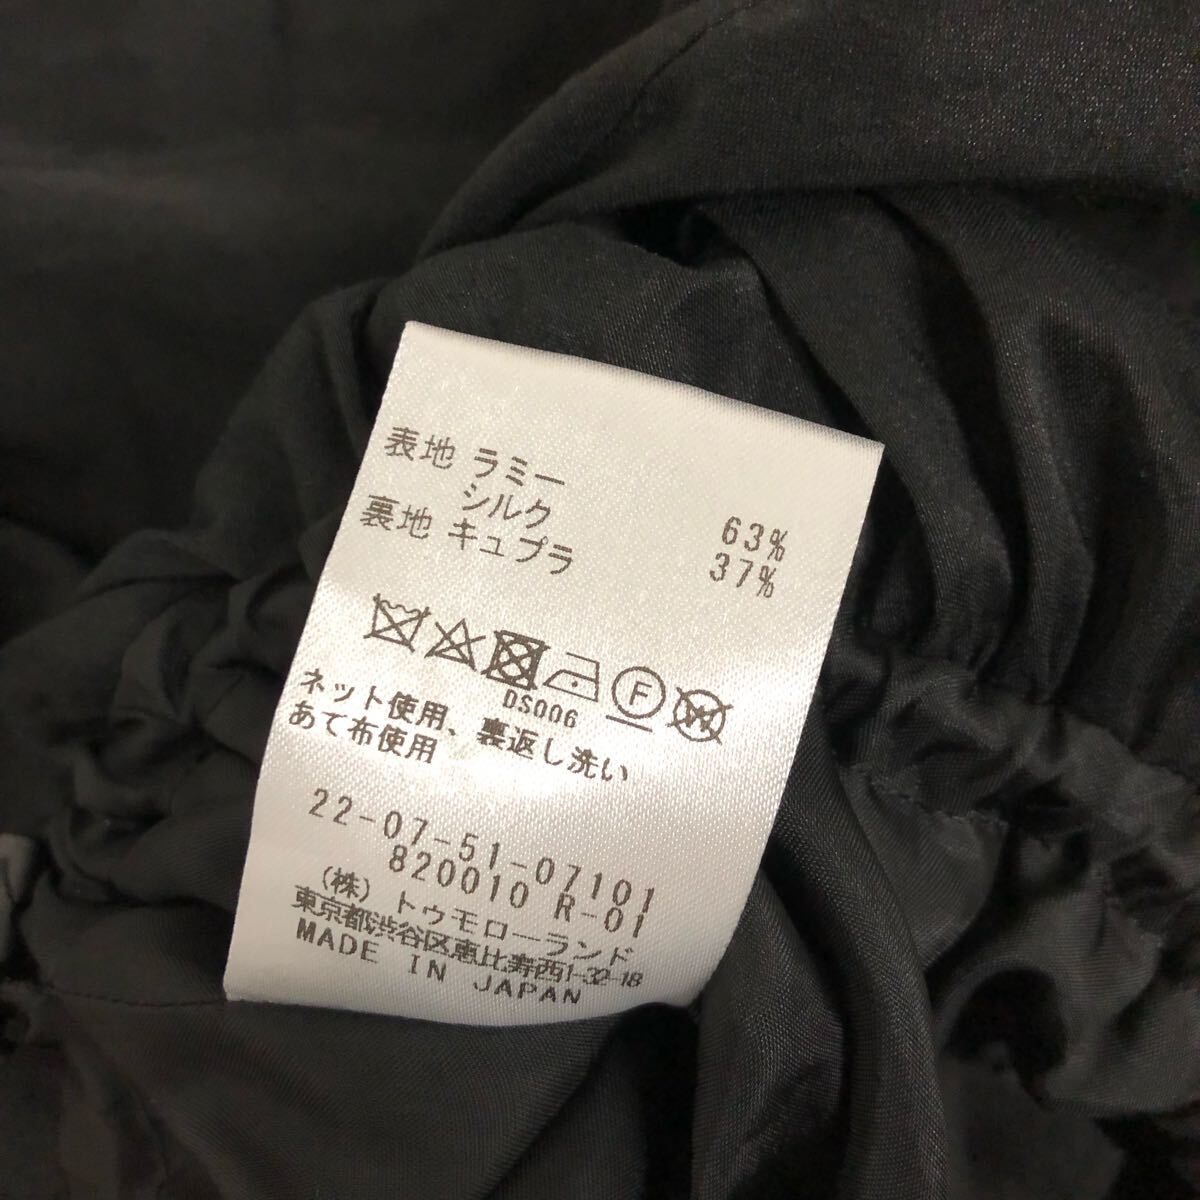 表地 ラミー 63%
シルク 37%
裏地 キュプラ
F W
DS006
ネット使用、裏返し洗い
あて布使用
22-07-51-07101
820010 R-01
(株)トゥモローランド
東京都渋谷区恵比寿西1-32-18
MADE IN JAPAN